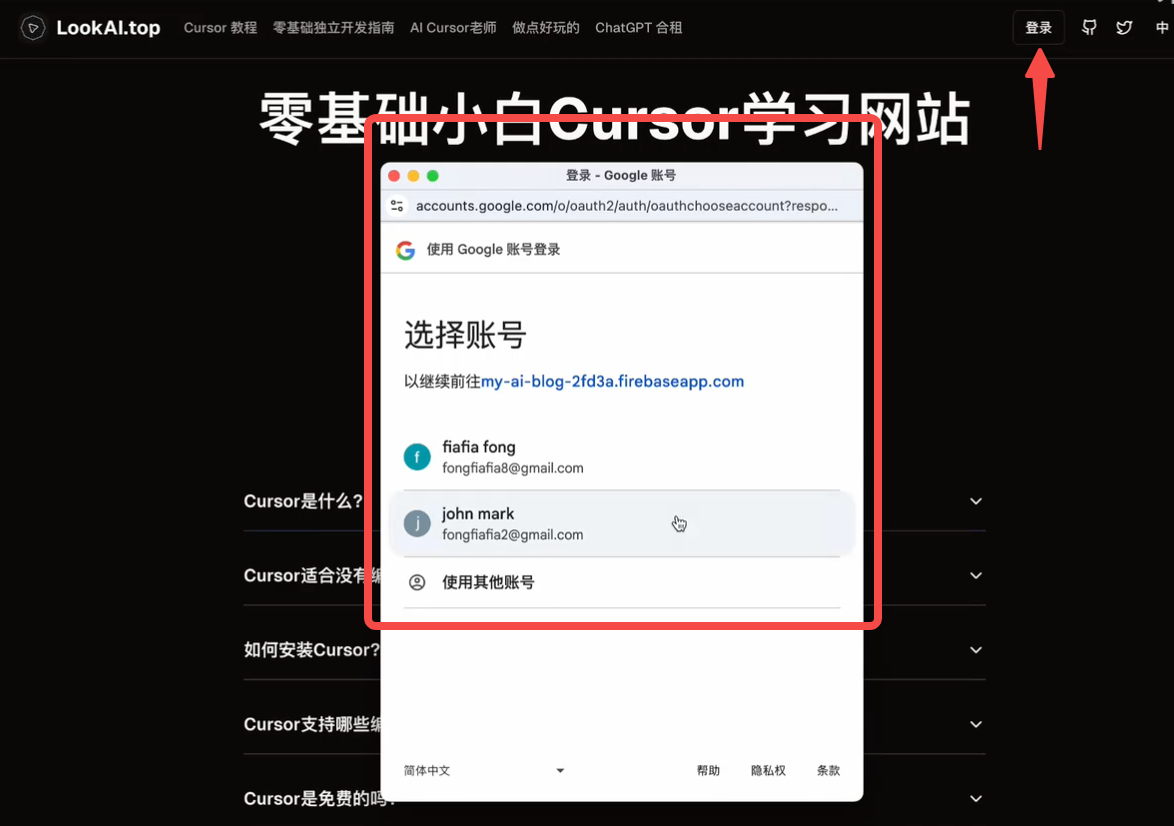 LookAI.top Cursor 教程 零基础独立开发指南 AI Cursor老师 做点好玩的 ChatGPT 合租 登录 中
零基础小白Cursor学习网站
登录 - Google 账号
accounts.google.com/o/oauth2/auth/oauthchooseaccount?respo...
使用 Google 账号登录
选择账号
以继续前往my-ai-blog-2fd3a.firebaseapp.com
f
fiafia fong
fongfiafia8@gmail.com
j
john mark
fongfiafia2@gmail.com
使用其他账号
简体中文 帮助 隐私权 条款
Cursor是什么?
Cursor适合没有编
如何安装Cursor?
Cursor支持哪些编
Cursor是免费的吗?